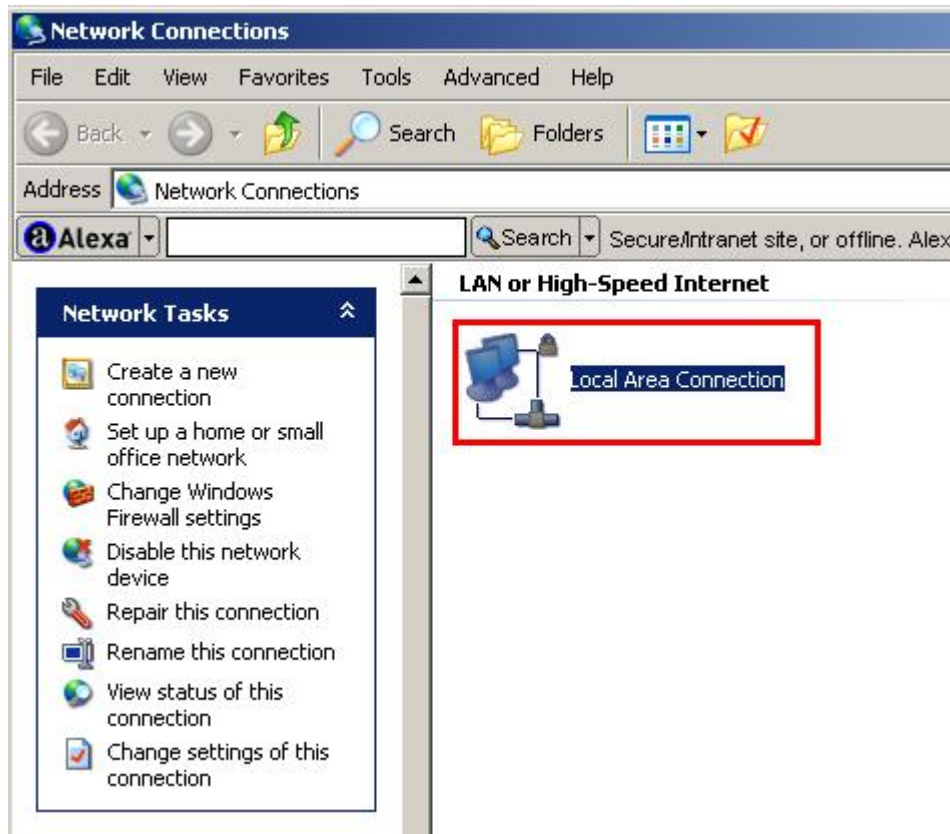 Network Connections
File Edit View Favorites Tools Advanced Help
Back Search Folders
Address Network Connections
Alexa Search Secure/Intranet site, or offline. Alex
Network Tasks
Create a new
connection
Set up a home or small
office network
Change Windows
Firewall settings
Disable this network
device
Repair this connection
Rename this connection
View status of this
connection
Change settings of this
connection
LAN or High-Speed Internet
Local Area Connection